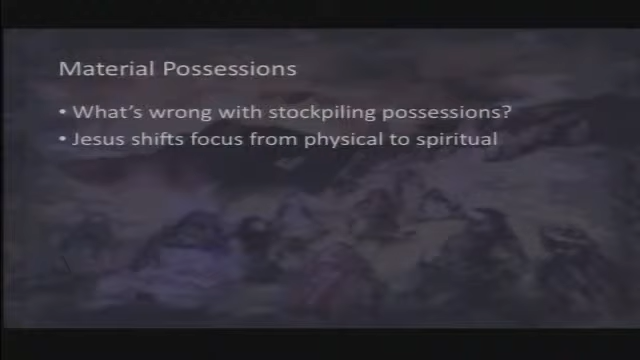 Material Possessions
• What's wrong with stockpiling possessions?
• Jesus shifts focus from physical to spiritual